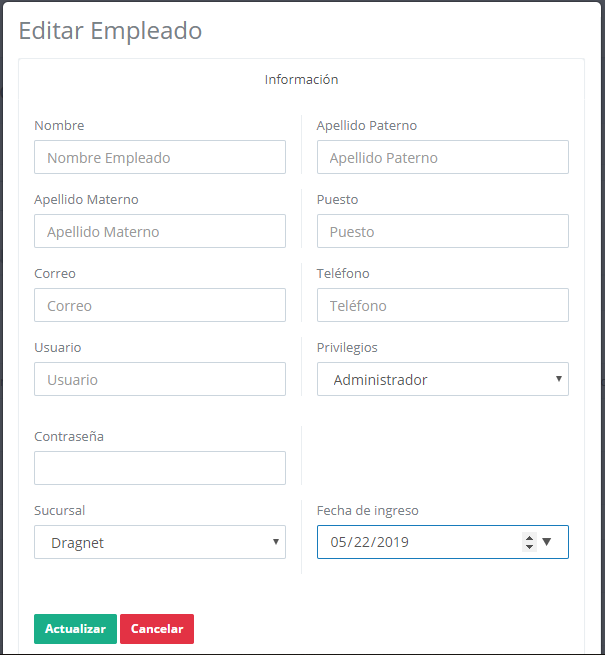 Editar Empleado
Información
Nombre Apellido Paterno
Nombre Empleado Apellido Paterno
Apellido Materno Puesto
Apellido Materno Puesto
Correo Teléfono
Correo Teléfono
Usuario Privilegios
Usuario Administrador
Contraseña
Sucursal Fecha de ingreso
Dragnet 05/22/2019
Actualizar Cancelar